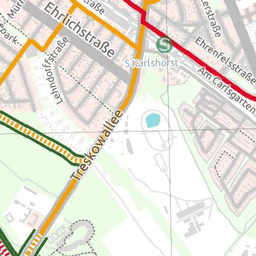 Ehrlichstraße
Lehndorffstraße
S
S Karlshorst
Ehrenfelsstraße
Am Carlsgarten
Treskowallee